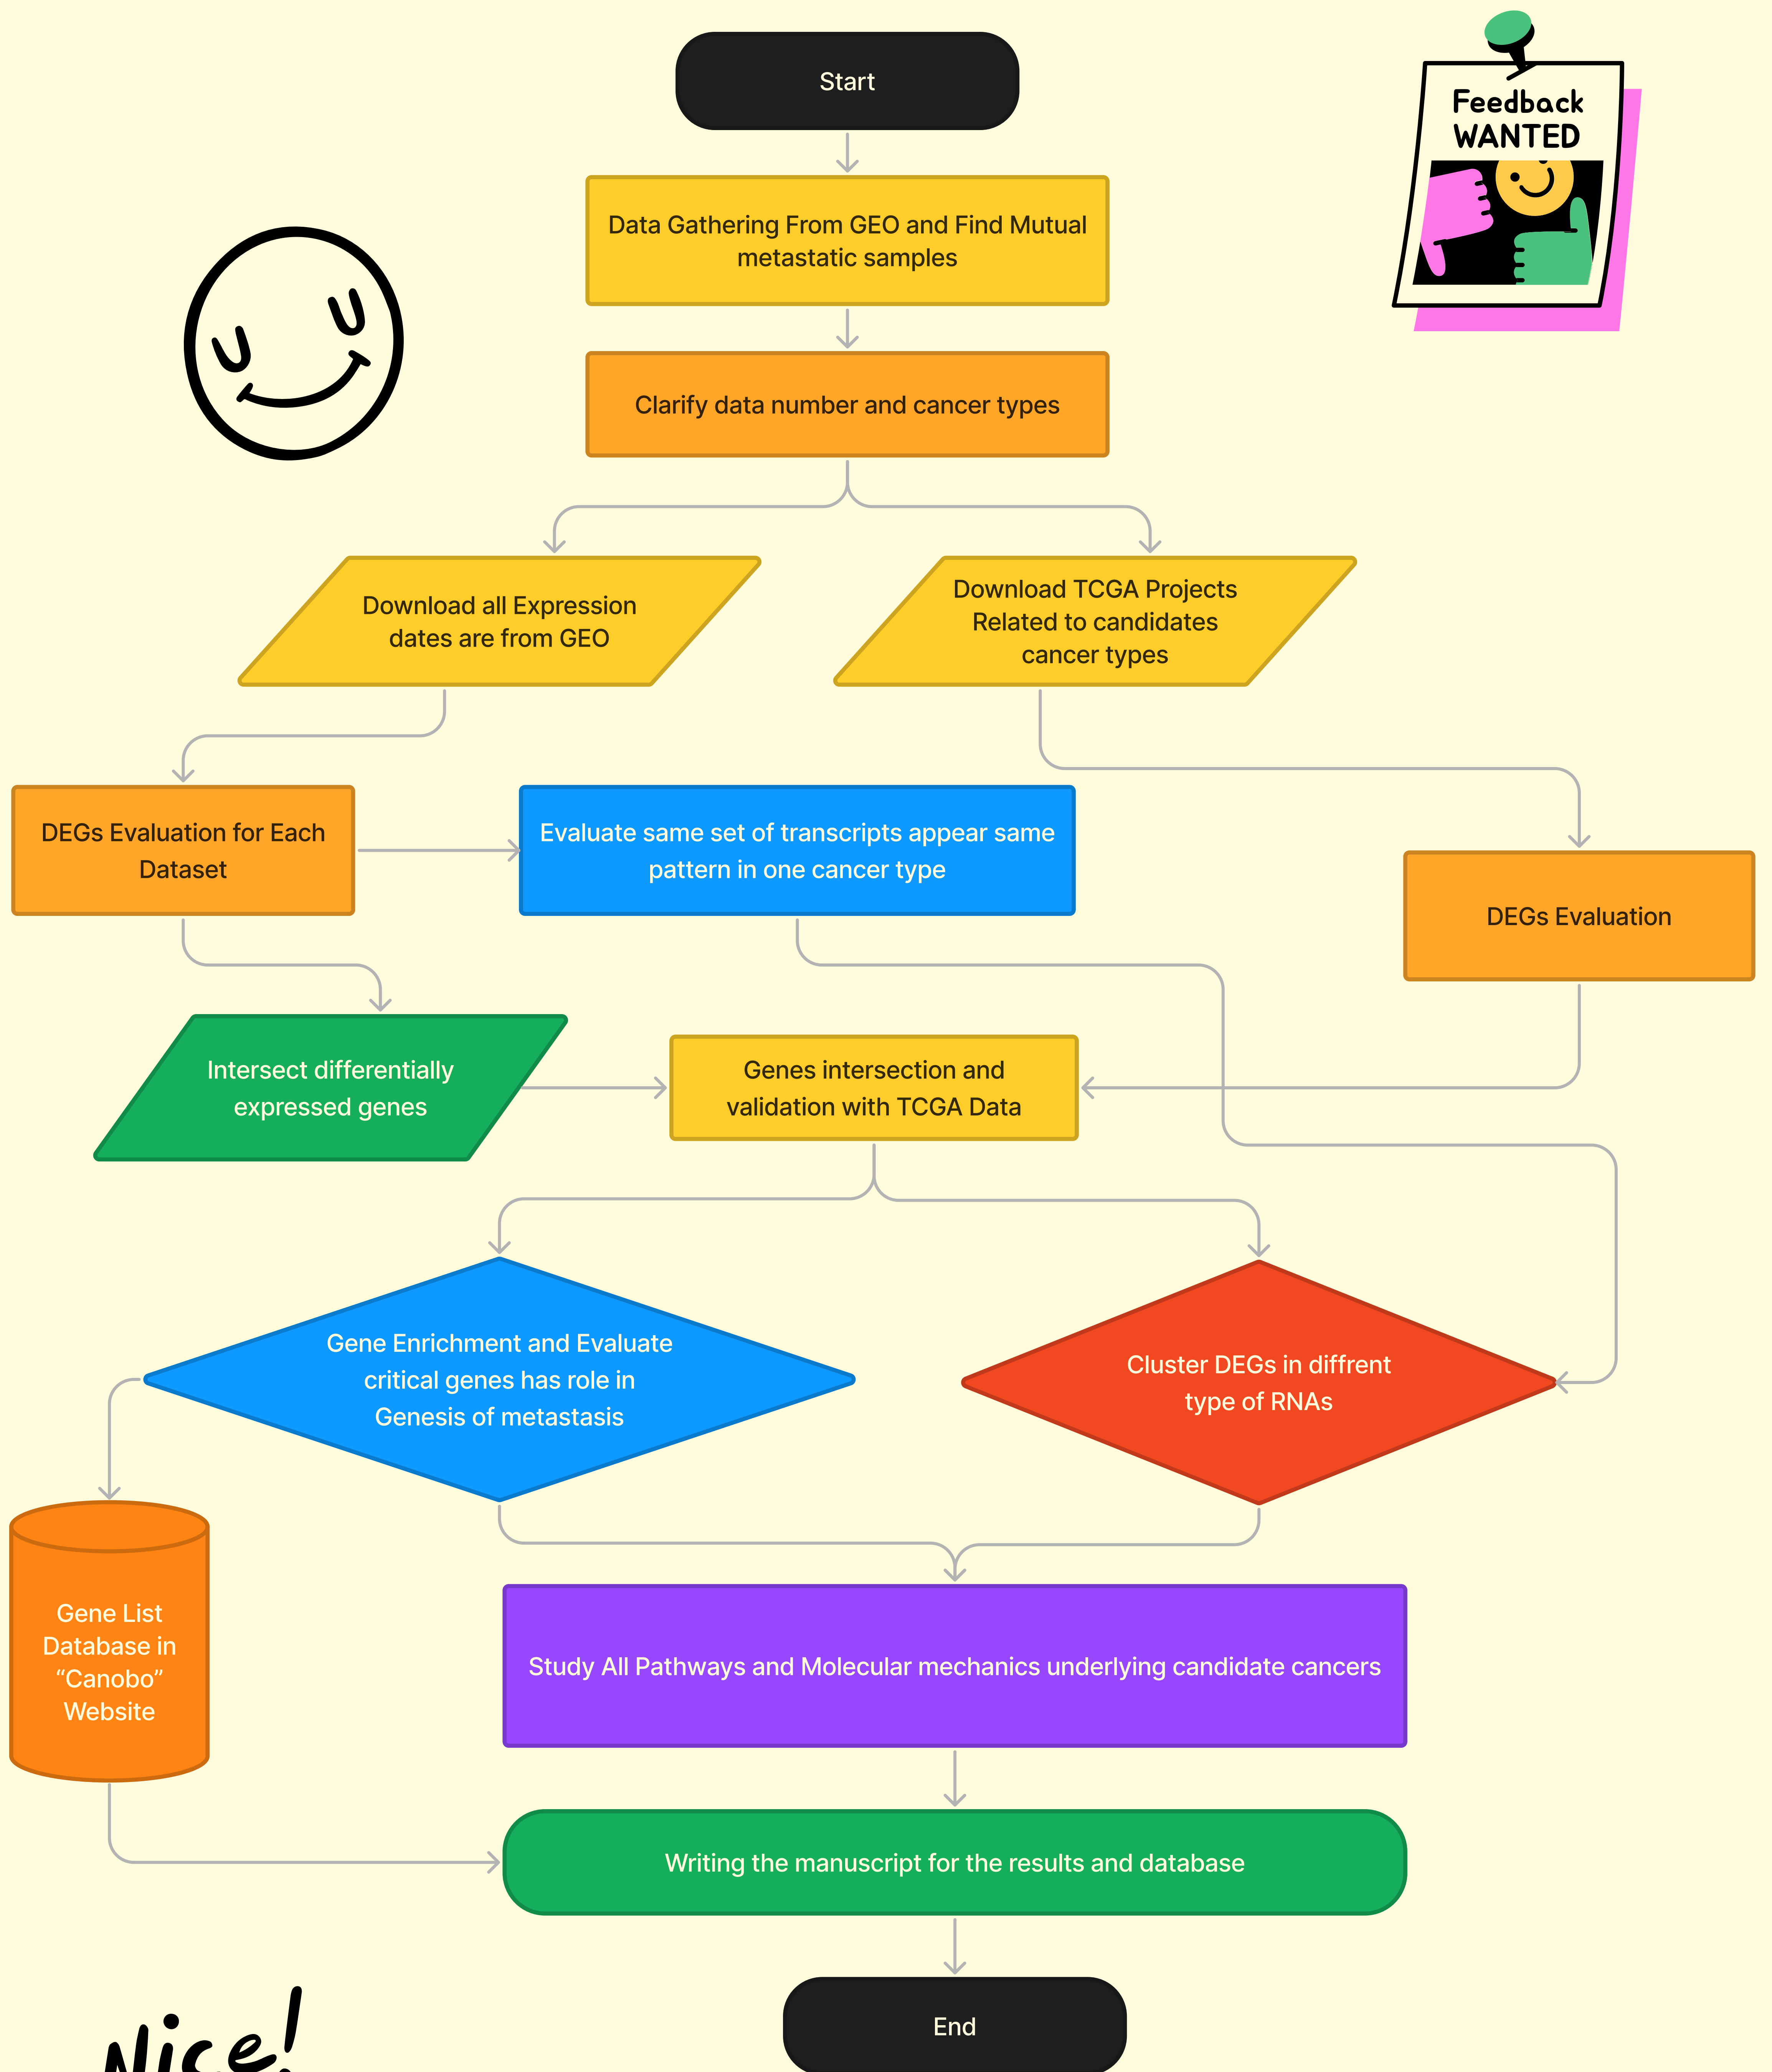 Start
Feedback
WANTED
Data Gathering From GEO and Find Mutual
metastatic samples
Clarify data number and cancer types
Download all Expression
dates are from GEO
Download TCGA Projects
Related to candidates
cancer types
DEGs Evaluation for Each
Dataset
Evaluate same set of transcripts appear same
pattern in one cancer type
DEGs Evaluation
Intersect differentially
expressed genes
Genes intersection and
validation with TCGA Data
Gene Enrichment and Evaluate
critical genes has role in
Genesis of metastasis
Cluster DEGs in diffrent
type of RNAs
Gene List
Database in
“Canobo”
Website
Study All Pathways and Molecular mechanics underlying candidate cancers
Writing the manuscript for the results and database
End
Nice!